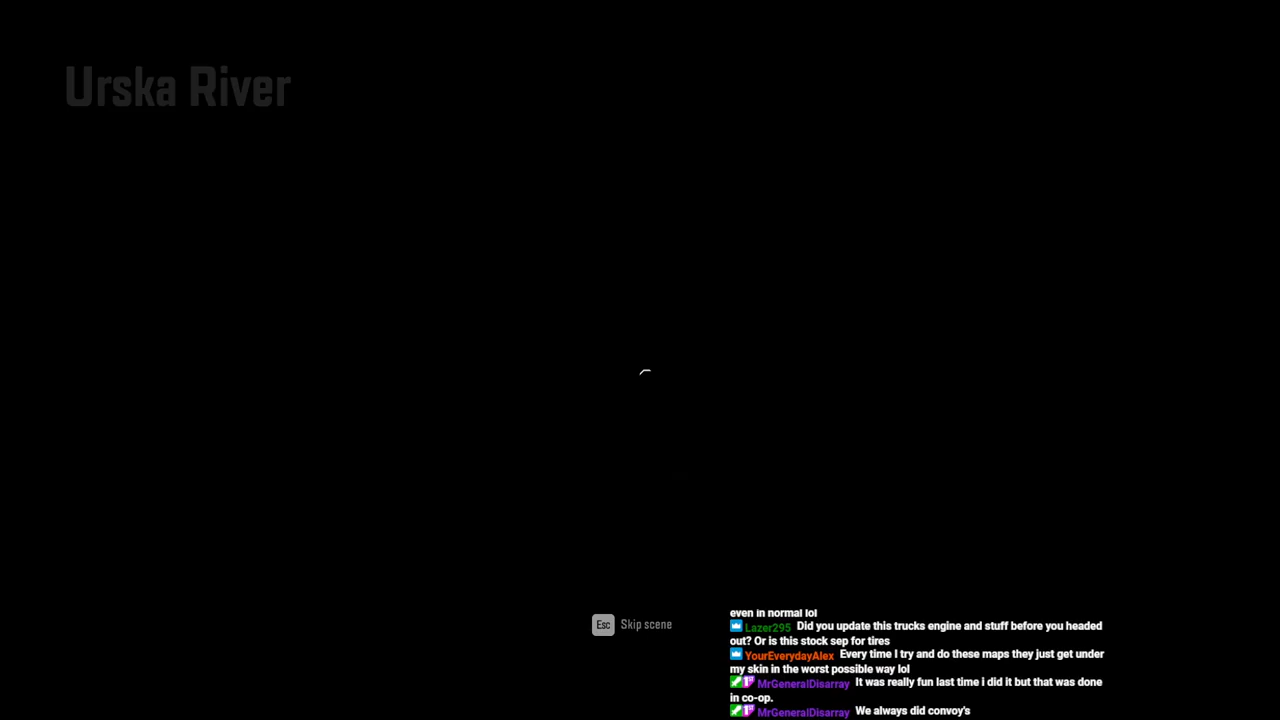 Urska River
Esc Skip scene
even in normal lol
Lazer295 Did you update this trucks engine and stuff before you headed
out? Or is this stock sep for tires
YourEverydayAlex Every time I try and do these maps they just get under
my skin in the worst possible way lol
1st MrGeneralDisarray It was really fun last time i did it but that was done
in co-op.
1st MrGeneralDisarray We always did convoy's